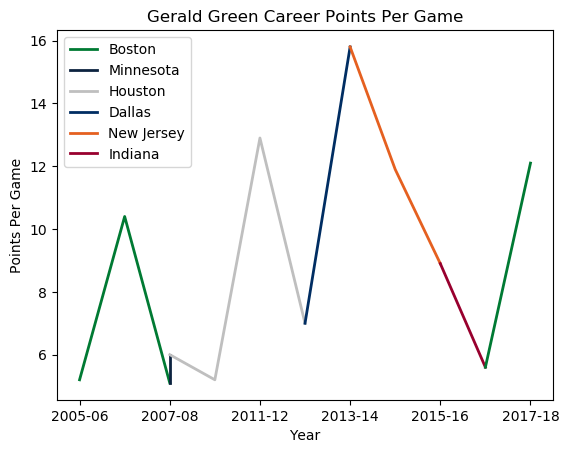 Gerald Green Career Points Per Game
Boston
Minnesota
Houston
Dallas
New Jersey
Indiana
Points Per Game
16
14
12
10
8
6
2005-06 2007-08 2011-12 2013-14 2015-16 2017-18
Year